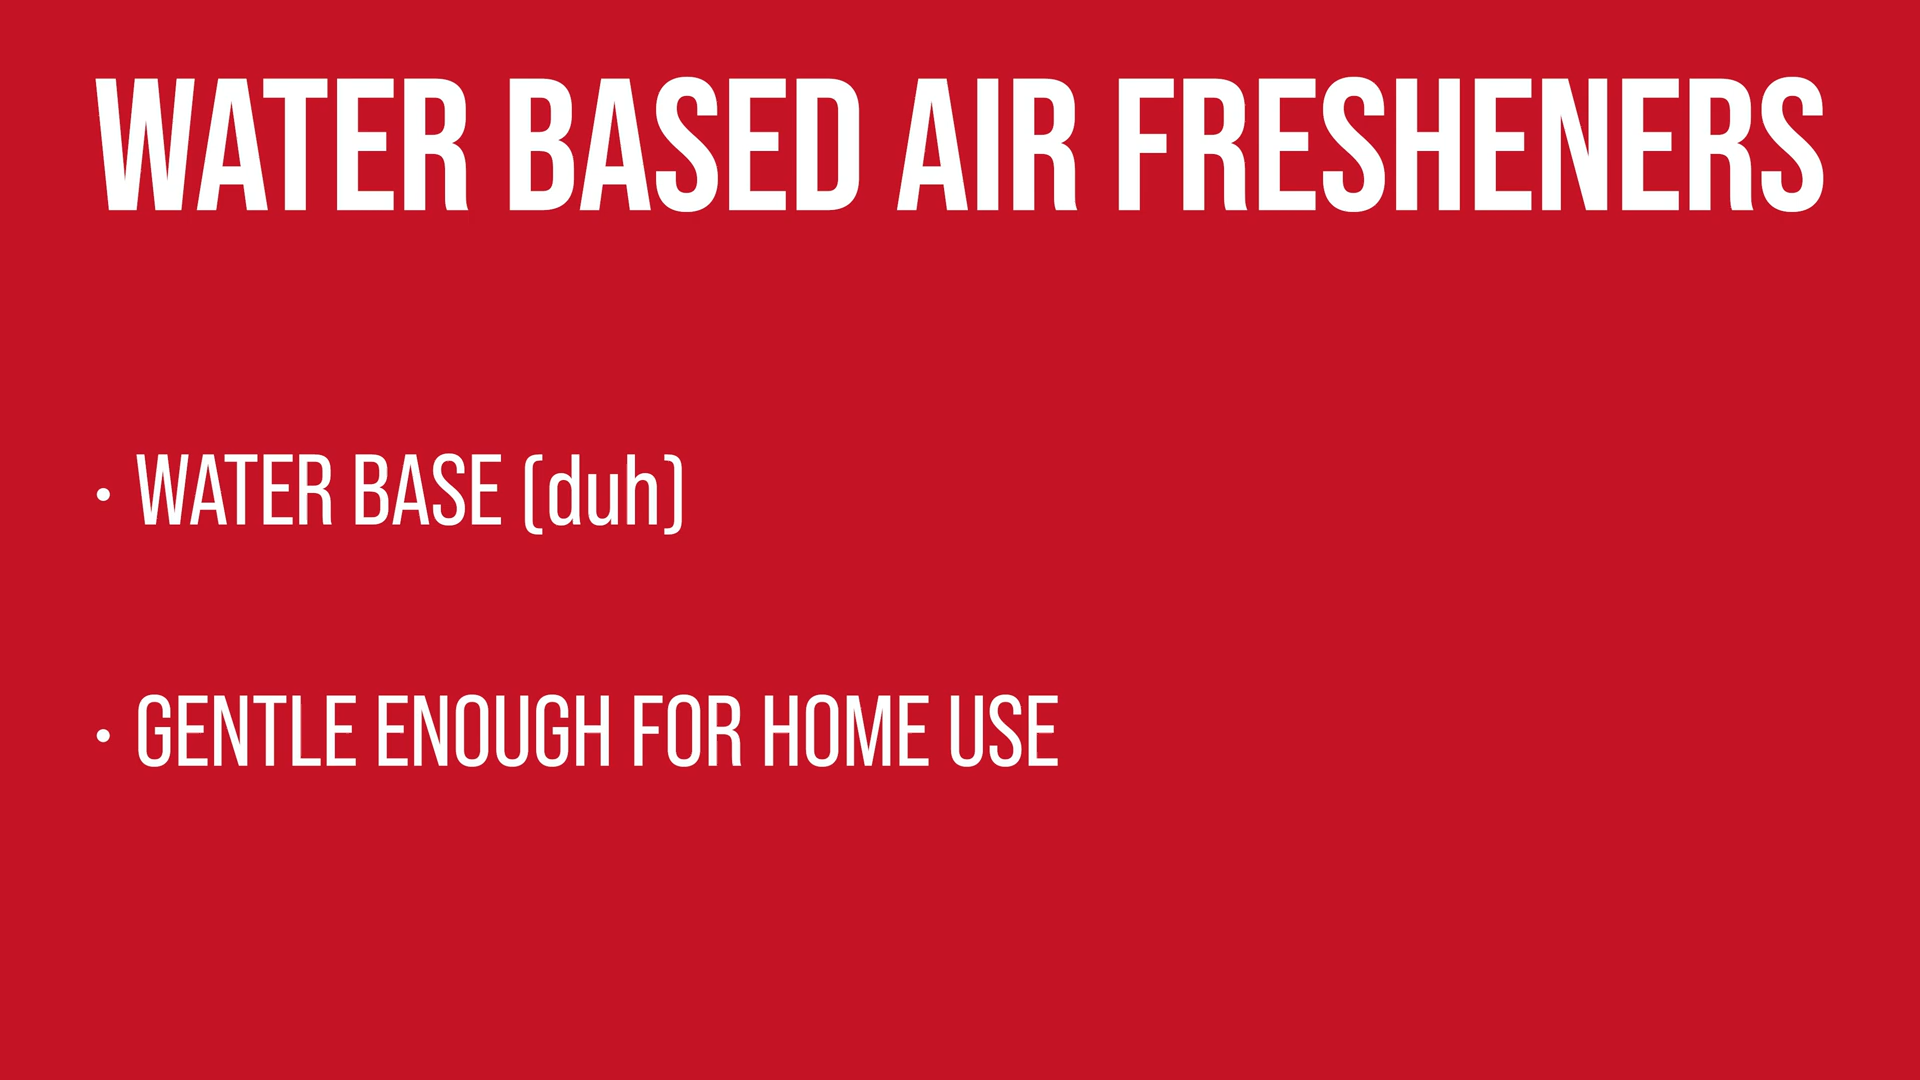 WATER BASED AIR FRESHENERS
• WATER BASE (duh)
• GENTLE ENOUGH FOR HOME USE